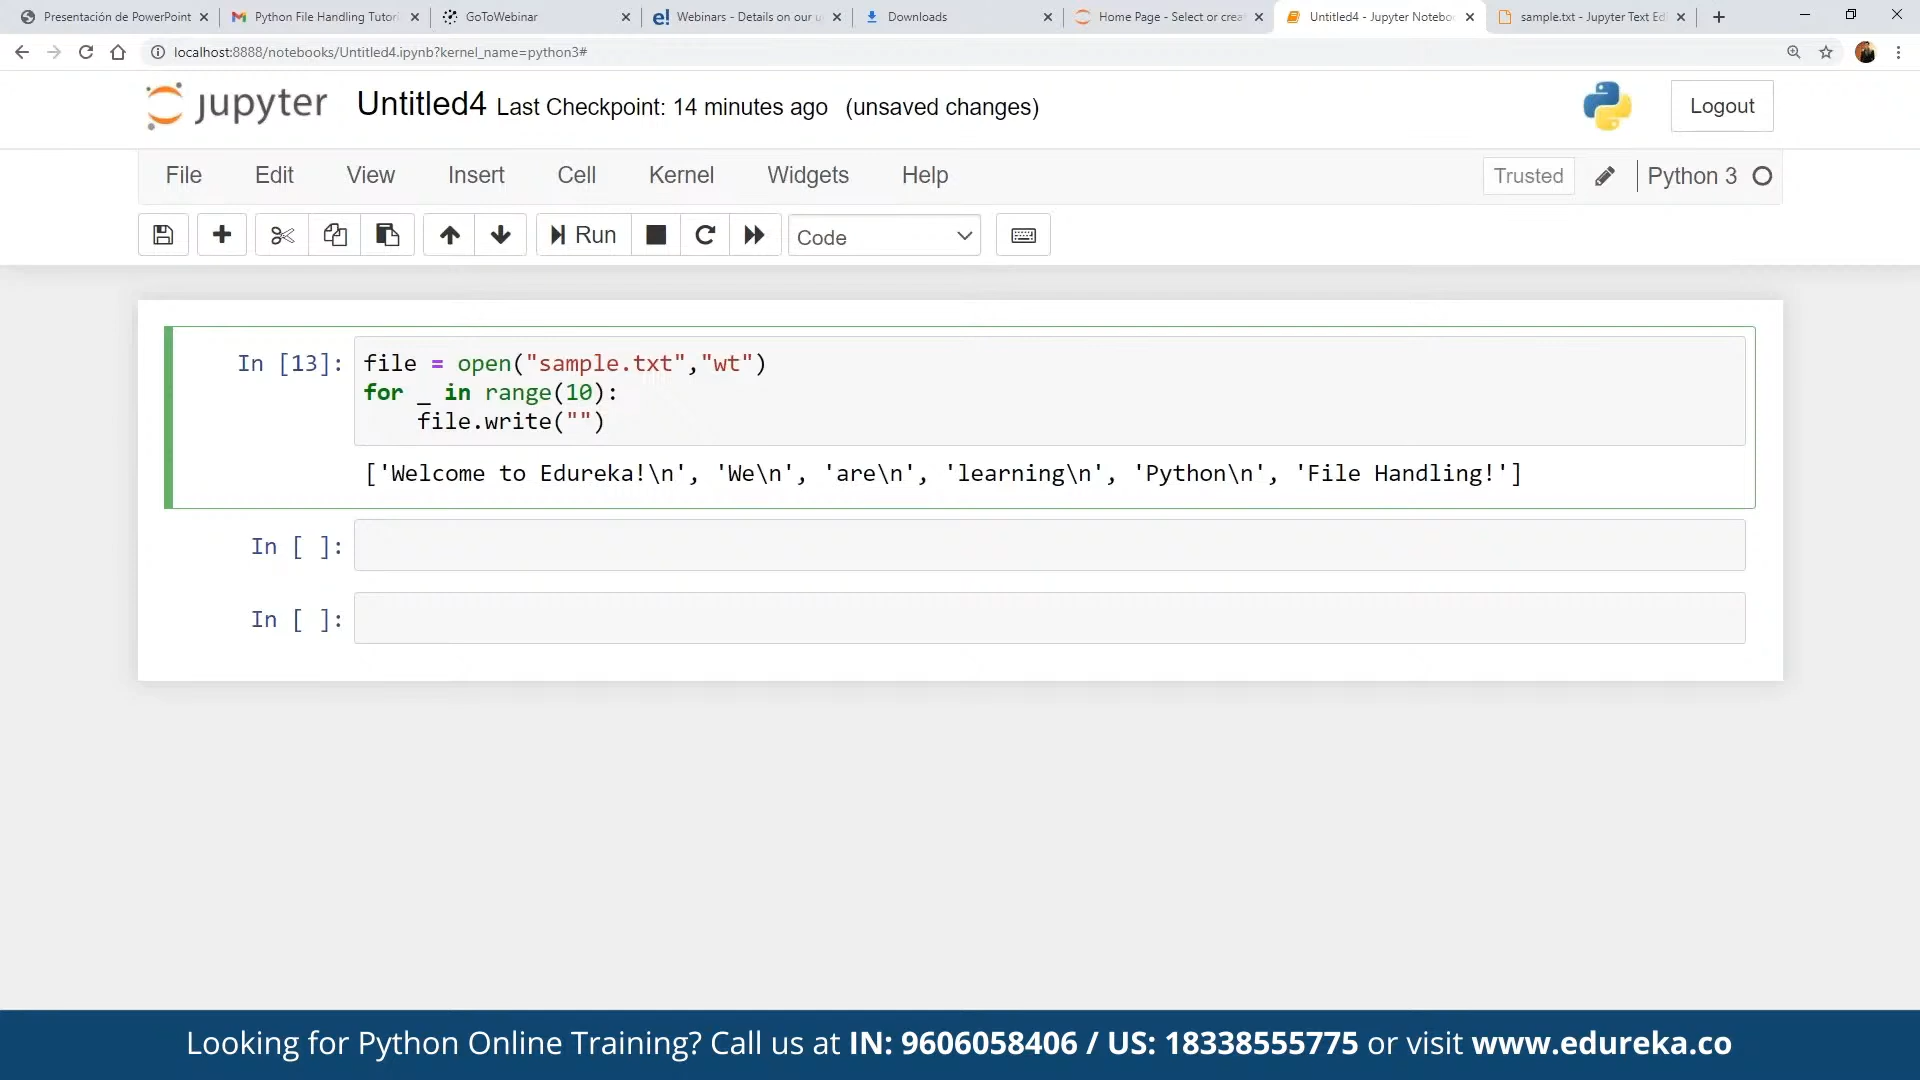 Presentación de PowerPoint
Python File Handling Tutori
GoToWebinar
Webinars - Details on our u
Downloads
Home Page - Select or crea
Untitled4 - Jupyter Notebo
sample.txt - Jupyter Text Edi
localhost:8888/notebooks/Untitled4.ipynb?kernel_name=python3#
jupyter Untitled4 Last Checkpoint: 14 minutes ago (unsaved changes)
Logout
File Edit View Insert Cell Kernel Widgets Help
Trusted
Python 3
Run
Code
In [13]: file = open("sample.txt","wt")
for _ in range(10):
    file.write("")
['Welcome to Edureka!\n', 'We\n', 'are\n', 'learning\n', 'Python\n', 'File Handling!']
In [ ]:
In [ ]:
Looking for Python Online Training? Call us at IN: 9606058406 / US: 18338555775 or visit www.edureka.co